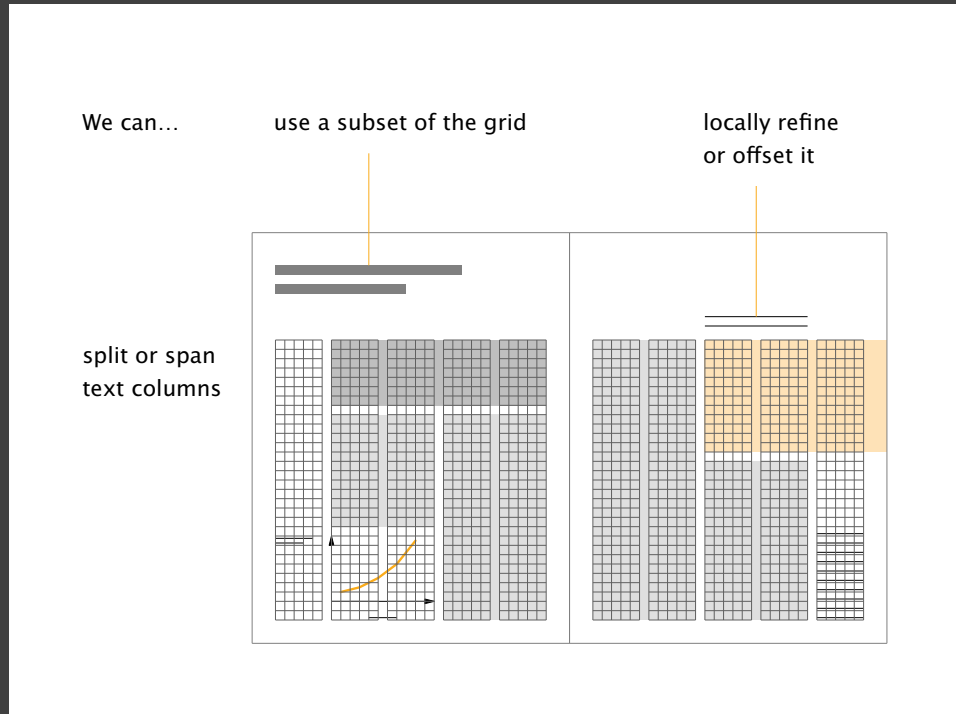 We can…
use a subset of the grid
locally refine
or offset it
split or span
text columns